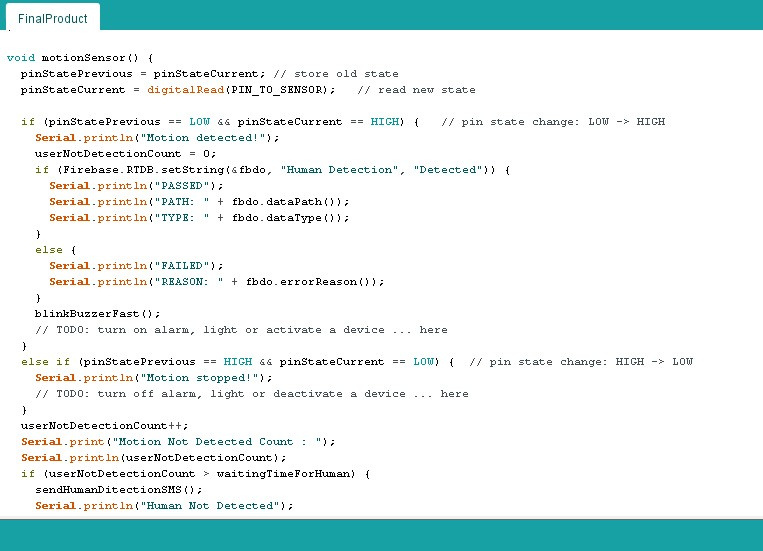 FinalProduct
void motionSensor() {
  pinStatePrevious = pinStateCurrent; // store old state
  pinStateCurrent = digitalRead(PIN_TO_SENSOR);   // read new state

  if (pinStatePrevious == LOW && pinStateCurrent == HIGH) {   // pin state change: LOW -> HIGH
    Serial.println("Motion detected!");
    userNotDetectionCount = 0;
    if (Firebase.RTDB.setString(&fbdo, "Human Detection", "Detected")) {
      Serial.println("PASSED");
      Serial.println("PATH: " + fbdo.dataPath());
      Serial.println("TYPE: " + fbdo.dataType());
    }
    else {
      Serial.println("FAILED");
      Serial.println("REASON: " + fbdo.errorReason());
    }
    blinkBuzzerFast();
    // TODO: turn on alarm, light or activate a device ... here
  }
  else if (pinStatePrevious == HIGH && pinStateCurrent == LOW) {  // pin state change: HIGH -> LOW
    Serial.println("Motion stopped!");
    // TODO: turn off alarm, light or deactivate a device ... here
  }
  userNotDetectionCount++;
  Serial.print("Motion Not Detected Count : ");
  Serial.println(userNotDetectionCount);
  if (userNotDetectionCount > waitingTimeForHuman) {
    sendHumanDitectionSMS();
    Serial.println("Human Not Detected");